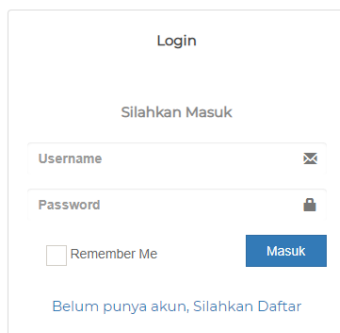 Login
Silahkan Masuk
Username
Password
Remember Me
Masuk
Belum punya akun, Silahkan Daftar